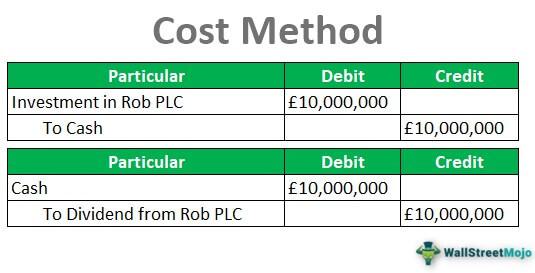 Cost Method
Particular Debit Credit
Investment in Rob PLC £10,000,000
To Cash £10,000,000
Particular Debit Credit
Cash £10,000,000
To Dividend from Rob PLC £10,000,000
WallStreetMojo